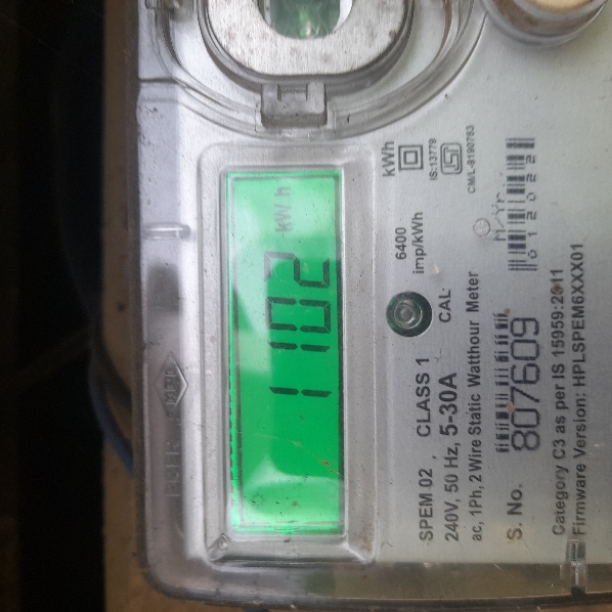 1102 kW h
kWh
IS:13779
CM/L-8190763
6400
imp/kWh
CAL
SPEM 02 , CLASS 1
240V, 50 Hz, 5-30A
ac, 1Ph, 2 Wire Static Watthour Meter
S. No. 807609
0120221
Category C3 as per IS 15959:2011
Firmware Version: HPLSPEM6XXX01